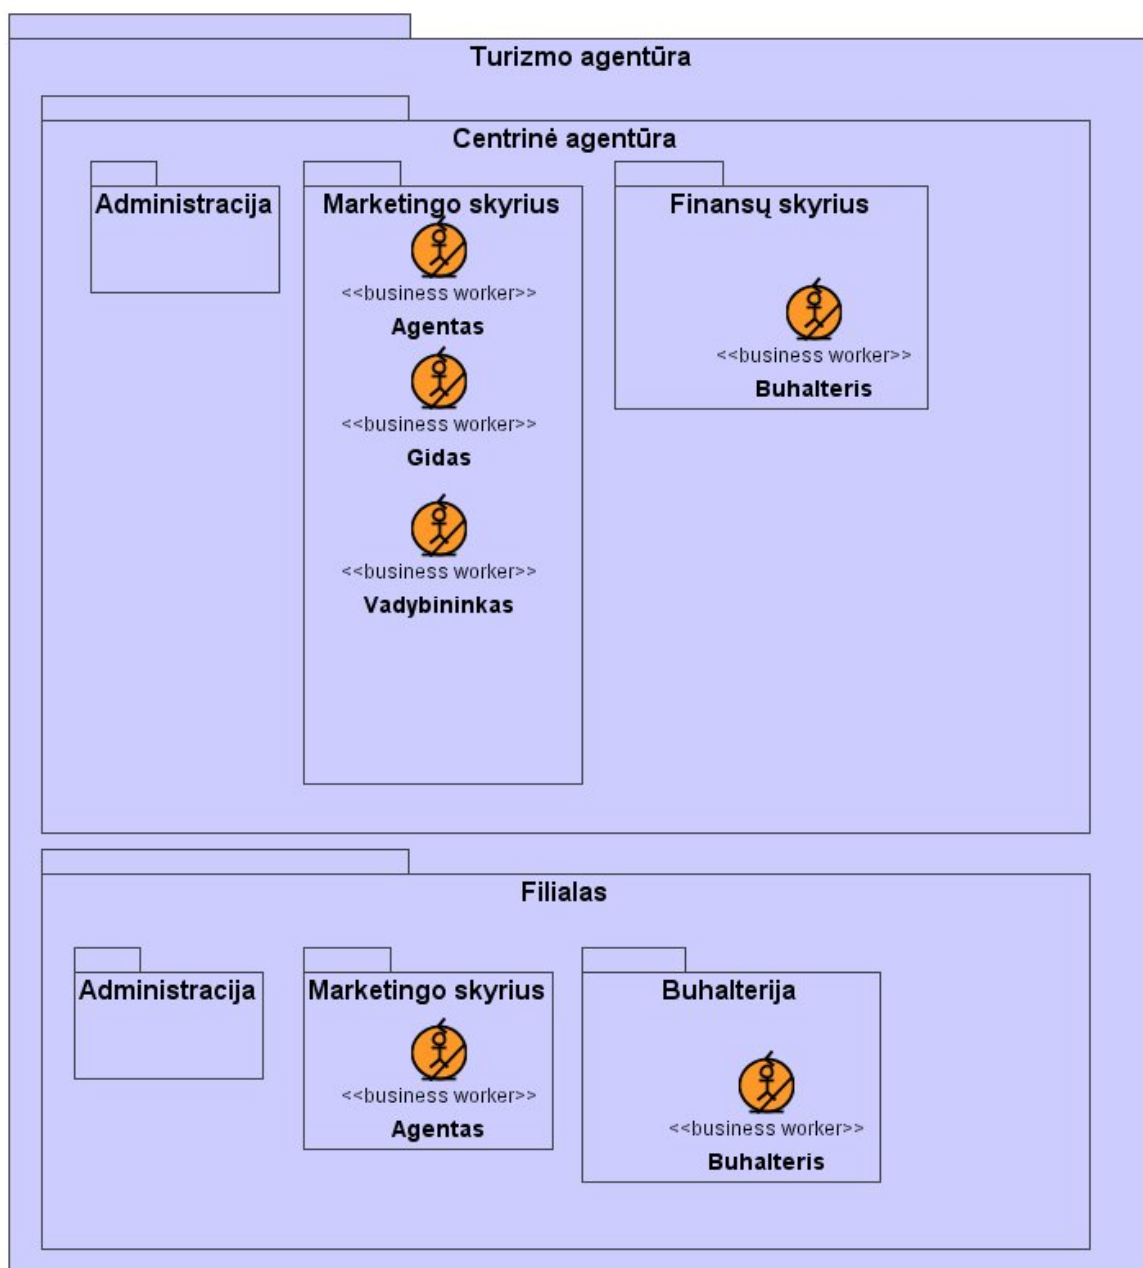 Turizmo agentūra
Centrinė agentūra
Administracija
Marketingo skyrius
<<business worker>>
Agentas
<<business worker>>
Gidas
<<business worker>>
Vadybininkas
Finansų skyrius
<<business worker>>
Buhalteris
Filialas
Administracija
Marketingo skyrius
<<business worker>>
Agentas
Buhalterija
<<business worker>>
Buhalteris